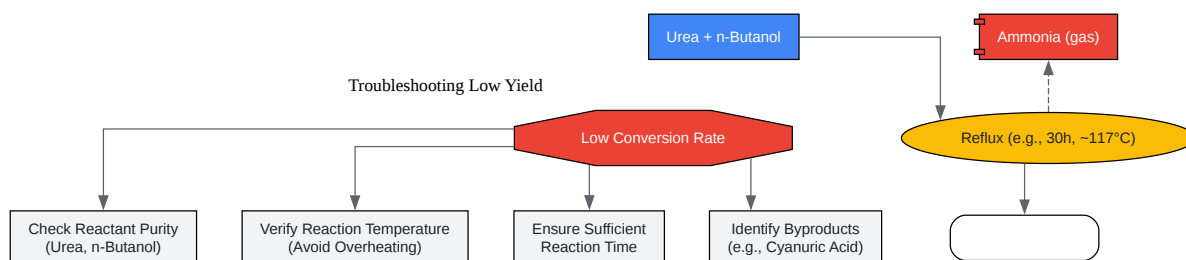 Urea + n-Butanol
Ammonia (gas)
Troubleshooting Low Yield
Low Conversion Rate
Reflux (e.g., 30h, ~117°C)
Check Reactant Purity
(Urea, n-Butanol)
Verify Reaction Temperature
(Avoid Overheating)
Ensure Sufficient
Reaction Time
Identify Byproducts
(e.g., Cyanuric Acid)